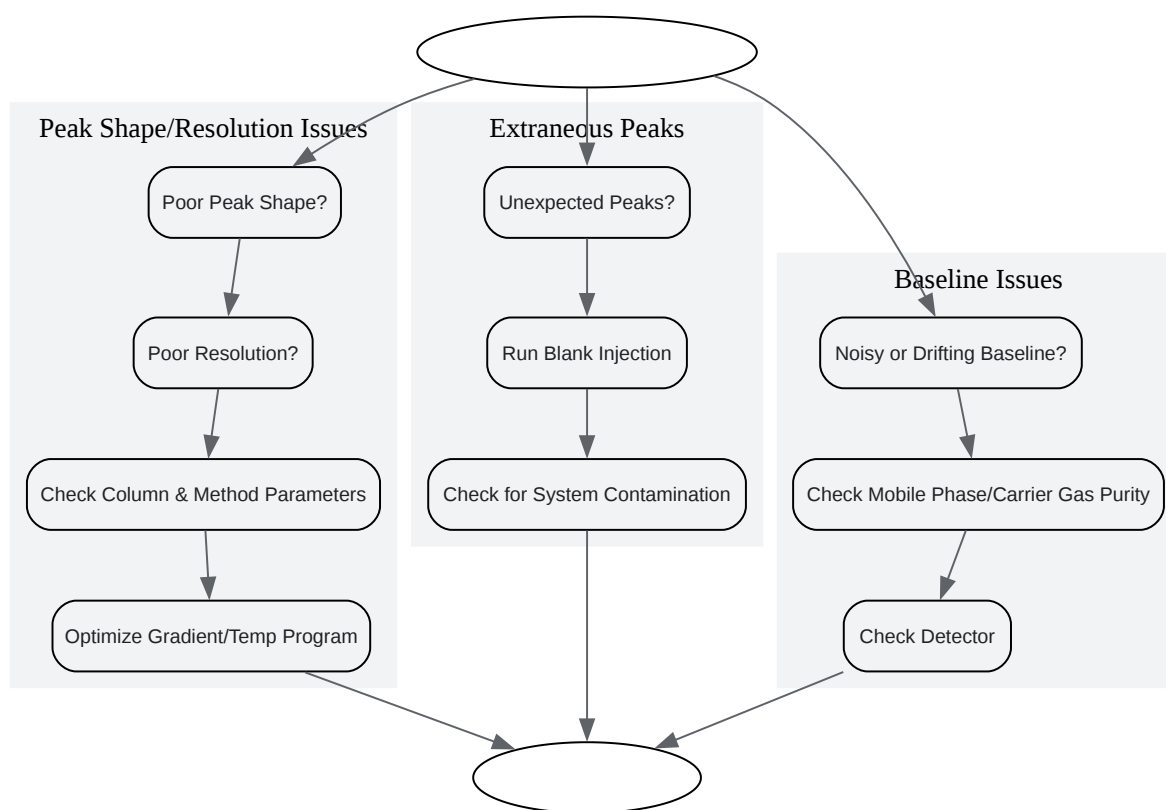 Peak Shape/Resolution Issues
Poor Peak Shape?
Poor Resolution?
Check Column & Method Parameters
Optimize Gradient/Temp Program
Extraneous Peaks
Unexpected Peaks?
Run Blank Injection
Check for System Contamination
Baseline Issues
Noisy or Drifting Baseline?
Check Mobile Phase/Carrier Gas Purity
Check Detector